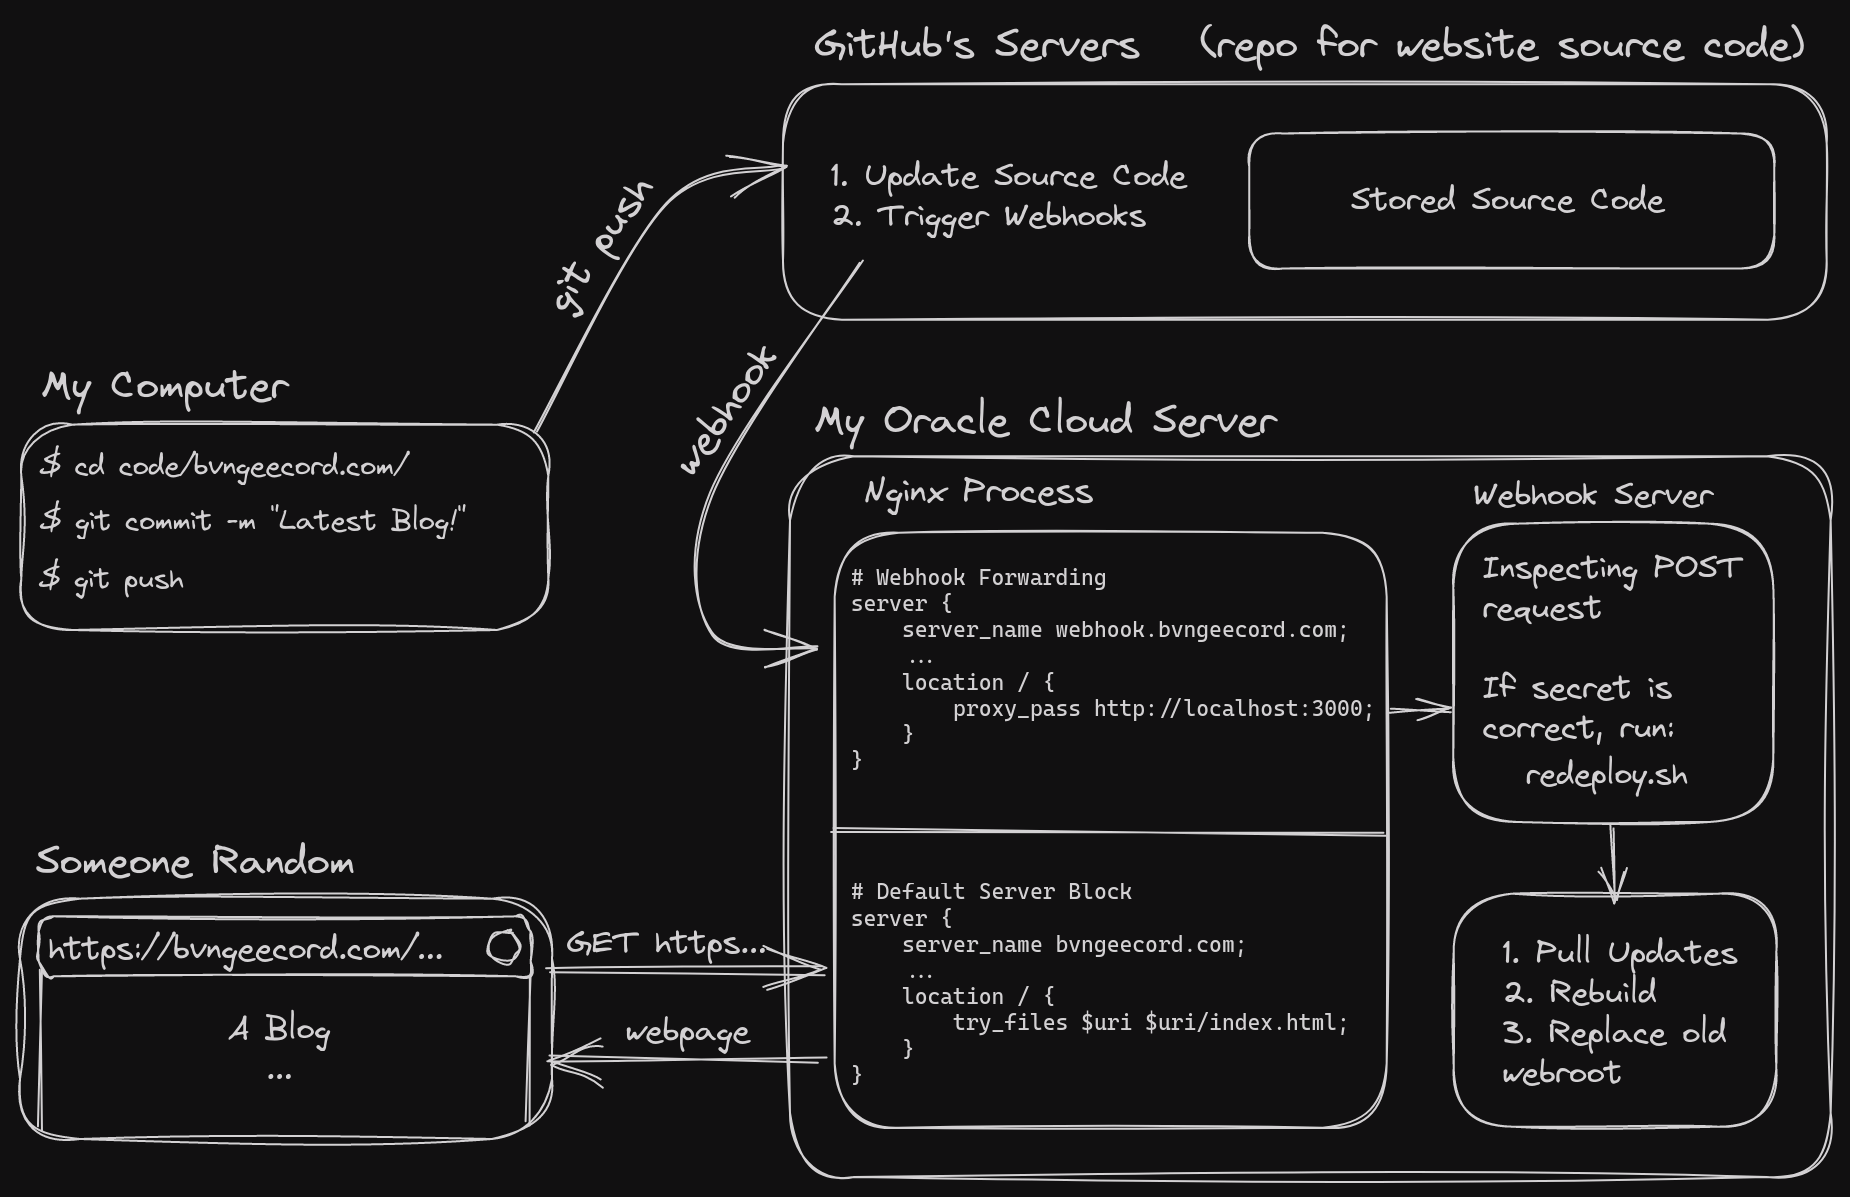 GitHub's Servers (repo for website source code)
1. Update Source Code
2. Trigger Webhooks
Stored Source Code
git push
webhook
My Computer
$ cd code/bvngeecord.com/
$ git commit -m "Latest Blog!"
$ git push
My Oracle Cloud Server
Nginx Process
# Webhook Forwarding
server {
server_name webhook.bvngeecord.com;
...
location / {
proxy_pass http://localhost:3000;
}
}
Webhook Server
Inspecting POST
request
If secret is
correct, run:
redeploy.sh
Someone Random
https://bvngeecord.com/...
A Blog
...
GET https...
webpage
# Default Server Block
server {
server_name bvngeecord.com;
...
location / {
try_files $uri $uri/index.html;
}
}
1. Pull Updates
2. Rebuild
3. Replace old
webroot